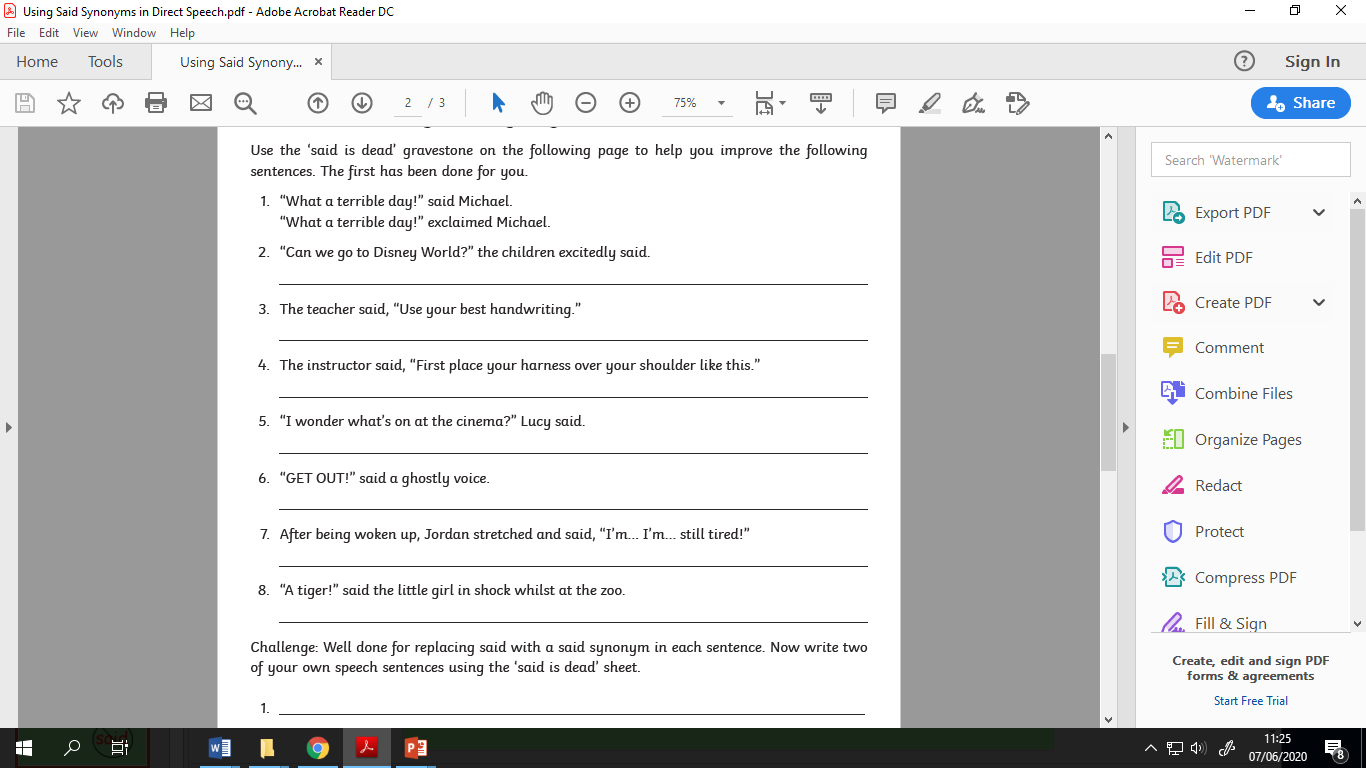 Using Said Synonyms in Direct Speech.pdf - Adobe Acrobat Reader DC
File Edit View Window Help
Home Tools Using Said Synony... × ? Sign In
2 / 3 75% Share
Use the ‘said is dead’ gravestone on the following page to help you improve the following
sentences. The first has been done for you.
1. “What a terrible day!” said Michael.
“What a terrible day!” exclaimed Michael.
2. “Can we go to Disney World?” the children excitedly said.
3. The teacher said, “Use your best handwriting.”
4. The instructor said, “First place your harness over your shoulder like this.”
5. “I wonder what’s on at the cinema?” Lucy said.
6. “GET OUT!” said a ghostly voice.
7. After being woken up, Jordan stretched and said, “I’m... I’m... still tired!”
8. “A tiger!” said the little girl in shock whilst at the zoo.
Challenge: Well done for replacing said with a said synonym in each sentence. Now write two
of your own speech sentences using the ‘said is dead’ sheet.
1.
Search 'Watermark'
Export PDF
Edit PDF
Create PDF
Comment
Combine Files
Organize Pages
Redact
Protect
Compress PDF
Fill & Sign
Create, edit and sign PDF
forms & agreements
Start Free Trial
said
11:25
07/06/2020
8